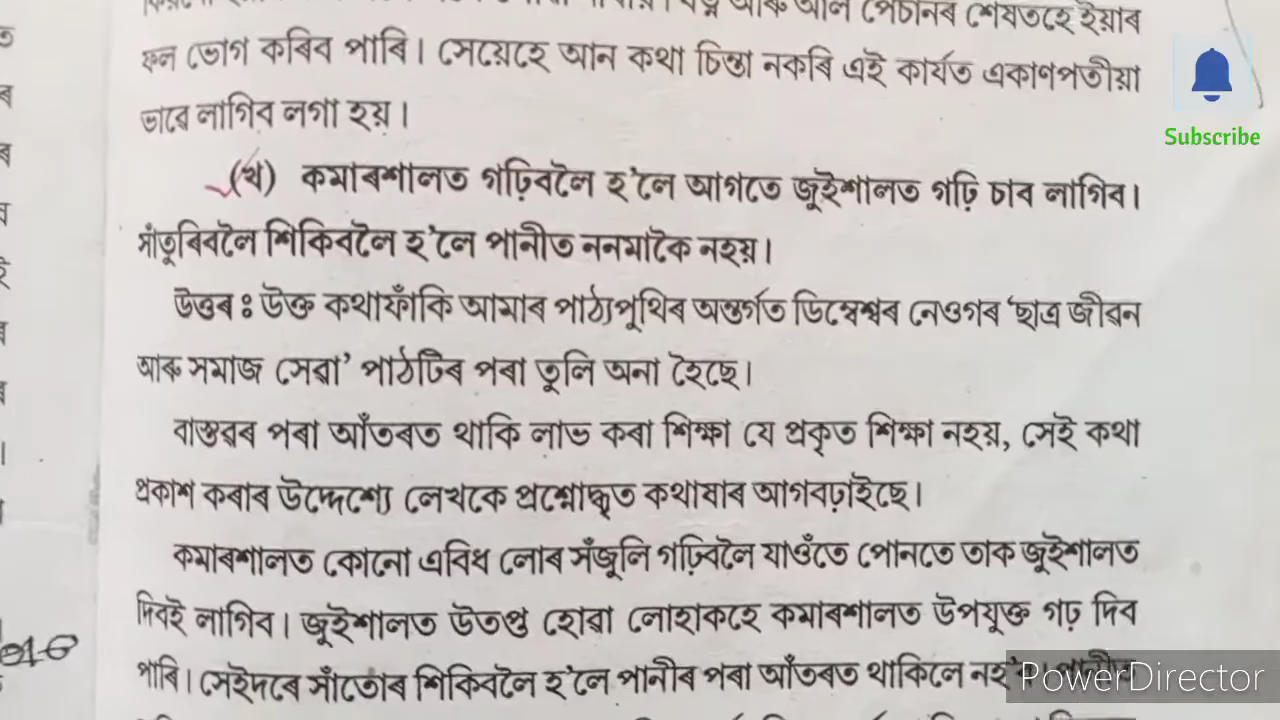 শেষতহে ইয়াৰ
ফল ভোগ কৰিব পাৰি। সেয়েহে আন কথা চিন্তা নকৰি এই কাৰ্যত একাণপতীয়া
ভাৱে লাগিব লগা হয়।
(খ) কমাৰশালত গঢ়িবলৈ হ'লে আগতে জুইশালত গঢ়ি চাব লাগিব।
সাঁতুৰিবলৈ শিকিবলৈ হ'লে পানীত ননমাকৈ নহয়।
উত্তৰ ঃ উক্ত কথাফাঁকি আমাৰ পাঠ্যপুথিৰ অন্তৰ্গত ডিম্বেশ্বৰ নেওগৰ 'ছাত্ৰ জীৱন
আৰু সমাজ সেৱা' পাঠটিৰ পৰা তুলি অনা হৈছে।
বাস্তৱৰ পৰা আঁতৰত থাকি লাভ কৰা শিক্ষা যে প্ৰকৃত শিক্ষা নহয়, সেই কথা
প্ৰকাশ কৰাৰ উদ্দেশ্যে লেখকে প্ৰশ্নোদ্ধৃত কথাষাৰ আগবঢ়াইছে।
কমাৰশালত কোনো এবিধ লোৰ সঁজুলি গঢ়িবলৈ যাওঁতে পোনতে তাক জুইশালত
দিবই লাগিব। জুইশালত উতপ্ত হোৱা লোহাকহে কমাৰশালত উপযুক্ত গঢ় দিব
পাৰি। সেইদৰে সাঁতোৰ শিকিবলৈ হ'লে পানীৰ পৰা আঁতৰত থাকিলে
Subscribe
PowerDirector